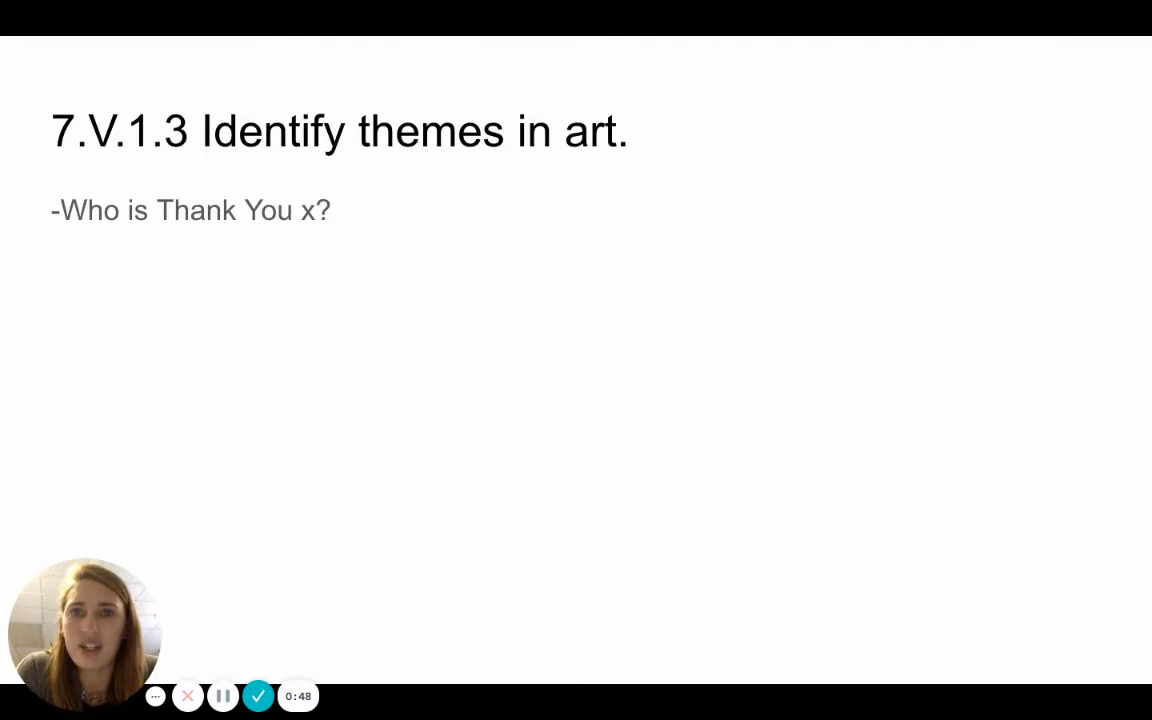 7.V.1.3 Identify themes in art.
-Who is Thank You x?
0:48